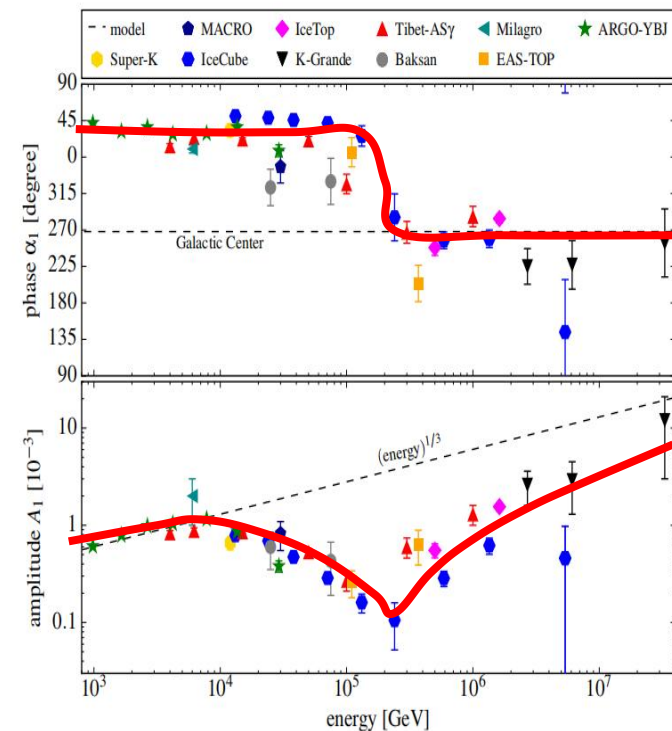 model MACRO IceTop Tibet-ASγ Milagro ARGO-YBJ
Super-K IceCube K-Grande Baksan EAS-TOP
90
45
0
315
270
225
180
135
90
phase α₁ [degree]
Galactic Center
10
1
0.1
amplitude A₁ [10⁻³]
(energy)¹ᐟ³
10³ 10⁴ 10⁵ 10⁶ 10⁷
energy [GeV]